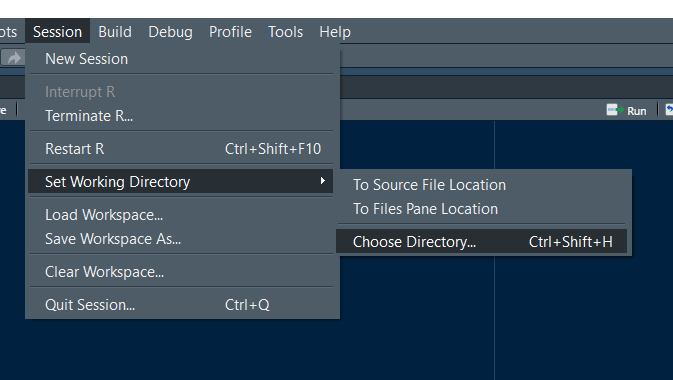 ots Session Build Debug Profile Tools Help
New Session
Interrupt R
Terminate R...
ve Run
Restart R Ctrl+Shift+F10
Set Working Directory
To Source File Location
To Files Pane Location
Choose Directory... Ctrl+Shift+H
Load Workspace...
Save Workspace As...
Clear Workspace...
Quit Session... Ctrl+Q